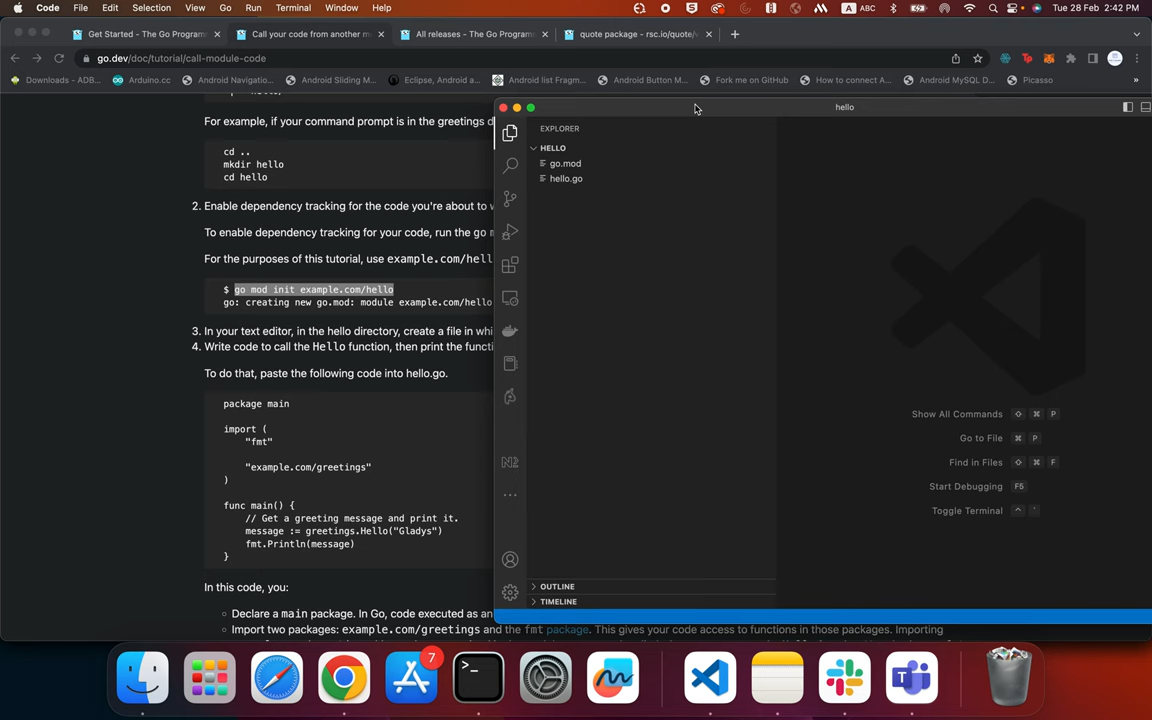 Code File Edit Selection View Go Run Terminal Window Help
A ABC Tue 28 Feb 2:42 PM
Get Started - The Go Program
Call your code from another m
All releases - The Go Program
quote package - rsc.io/quote/v
go.dev/doc/tutorial/call-module-code
Downloads - ADB...
Arduino.cc
Android Navigatio...
Android Sliding M...
Eclipse, Android a...
Android list Fragm...
Android Button M...
Fork me on GitHub
How to connect A...
Android MySQL D...
Picasso
For example, if your command prompt is in the greetings d
cd ..
mkdir hello
cd hello
2. Enable dependency tracking for the code you're about to w
To enable dependency tracking for your code, run the go m
For the purposes of this tutorial, use example.com/hell
$ go mod init example.com/hello
go: creating new go.mod: module example.com/hello
3. In your text editor, in the hello directory, create a file in whi
4. Write code to call the Hello function, then print the functi
To do that, paste the following code into hello.go.
package main
import (
"fmt"
"example.com/greetings"
)
func main() {
// Get a greeting message and print it.
message := greetings.Hello("Gladys")
fmt.Println(message)
}
In this code, you:
Declare a main package. In Go, code executed as an
Import two packages: example.com/greetings and the fmt package. This gives your code access to functions in those packages. Importing
hello
EXPLORER
HELLO
go.mod
hello.go
Show All Commands ⇧ ⌘ P
Go to File ⌘ P
Find in Files ⇧ ⌘ F
Start Debugging F5
Toggle Terminal ^ `
OUTLINE
TIMELINE
7